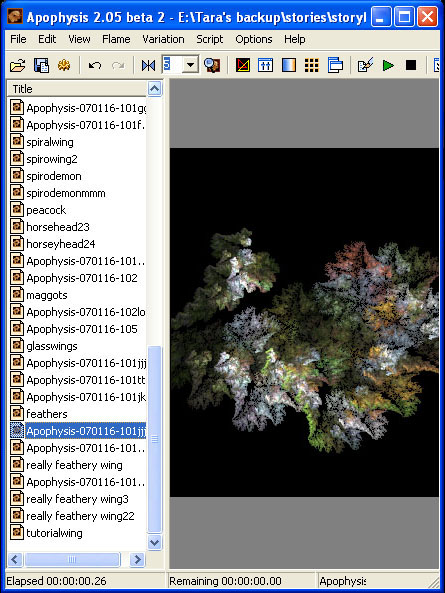 Apophysis 2.05 beta 2 - E:\Tara's backup\stories\storyl
File Edit View Flame Variation Script Options Help
Title
Apophysis-070116-101gg
Apophysis-070116-101f..
spiralwing
spirowing2
spirodemon
spirodemonmmm
peacock
horsehead23
horseyhead24
Apophysis-070116-101...
Apophysis-070116-102
maggots
Apophysis-070116-102lo
Apophysis-070116-105
glasswings
Apophysis-070116-101jjj
Apophysis-070116-101tt
Apophysis-070116-101jk
feathers
Apophysis-070116-101jjj
Apophysis-070116-101...
really feathery wing
Apophysis-070116-101...
really feathery wing3
really feathery wing22
tutorialwing
Elapsed 00:00:00.26 Remaining 00:00:00.00 Apophysis